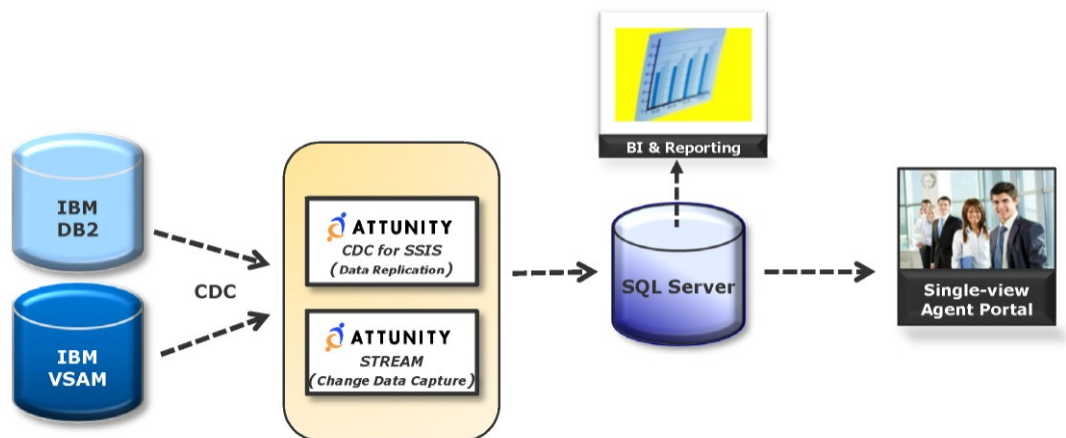 IBM
DB2
IBM
VSAM
CDC
ATTUNITY
CDC for SSIS
(Data Replication)
ATTUNITY
STREAM
(Change Data Capture)
BI & Reporting
SQL Server
Single-view
Agent Portal